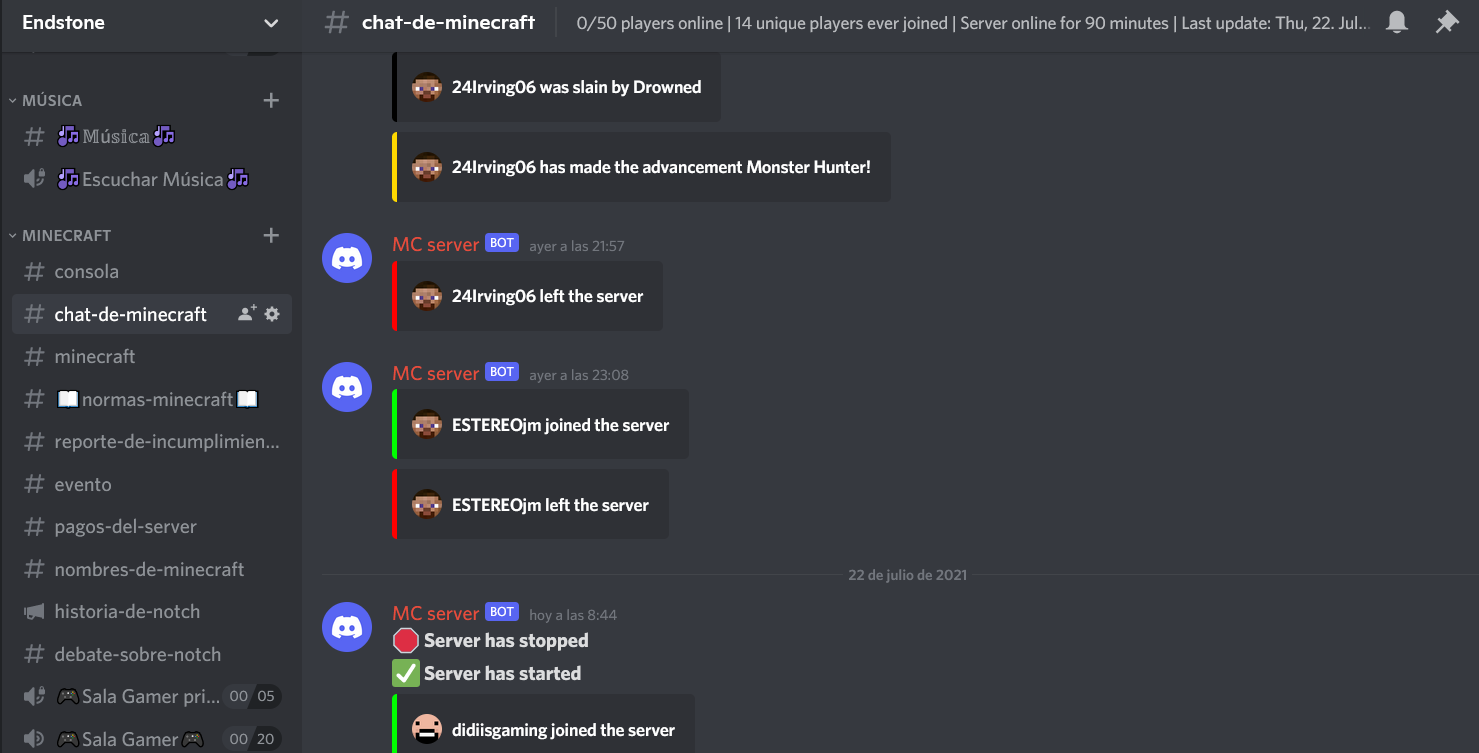 Endstone
MÚSICA
🎶Música🎶
🎶Escuchar Música🎶
MINECRAFT
consola
chat-de-minecraft
minecraft
📖normas-minecraft📖
reporte-de-incumplimien...
evento
pagos-del-server
nombres-de-minecraft
historia-de-notch
debate-sobre-notch
🎮Sala Gamer pri... 00 05
🎮Sala Gamer🎮 00 20
# chat-de-minecraft 0/50 players online | 14 unique players ever joined | Server online for 90 minutes | Last update: Thu, 22. Jul...
24Irving06 was slain by Drowned
24Irving06 has made the advancement Monster Hunter!
MC server BOT ayer a las 21:57
24Irving06 left the server
MC server BOT ayer a las 23:08
ESTEREOjm joined the server
ESTEREOjm left the server
22 de julio de 2021
MC server BOT hoy a las 8:44
🛑 Server has stopped
✅ Server has started
didiisgaming joined the server